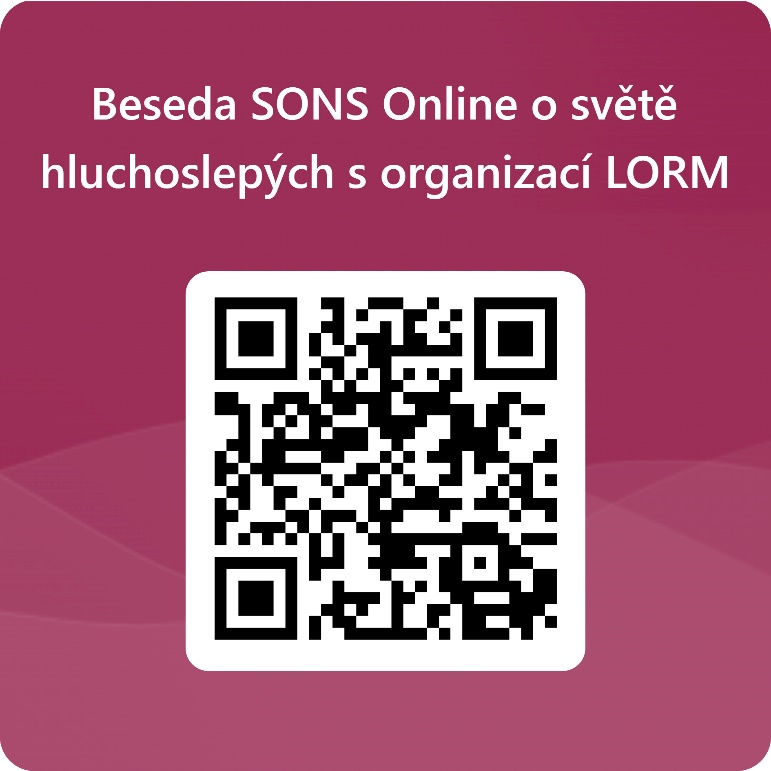 Beseda SONS Online o světě
hluchoslepých s organizací LORM